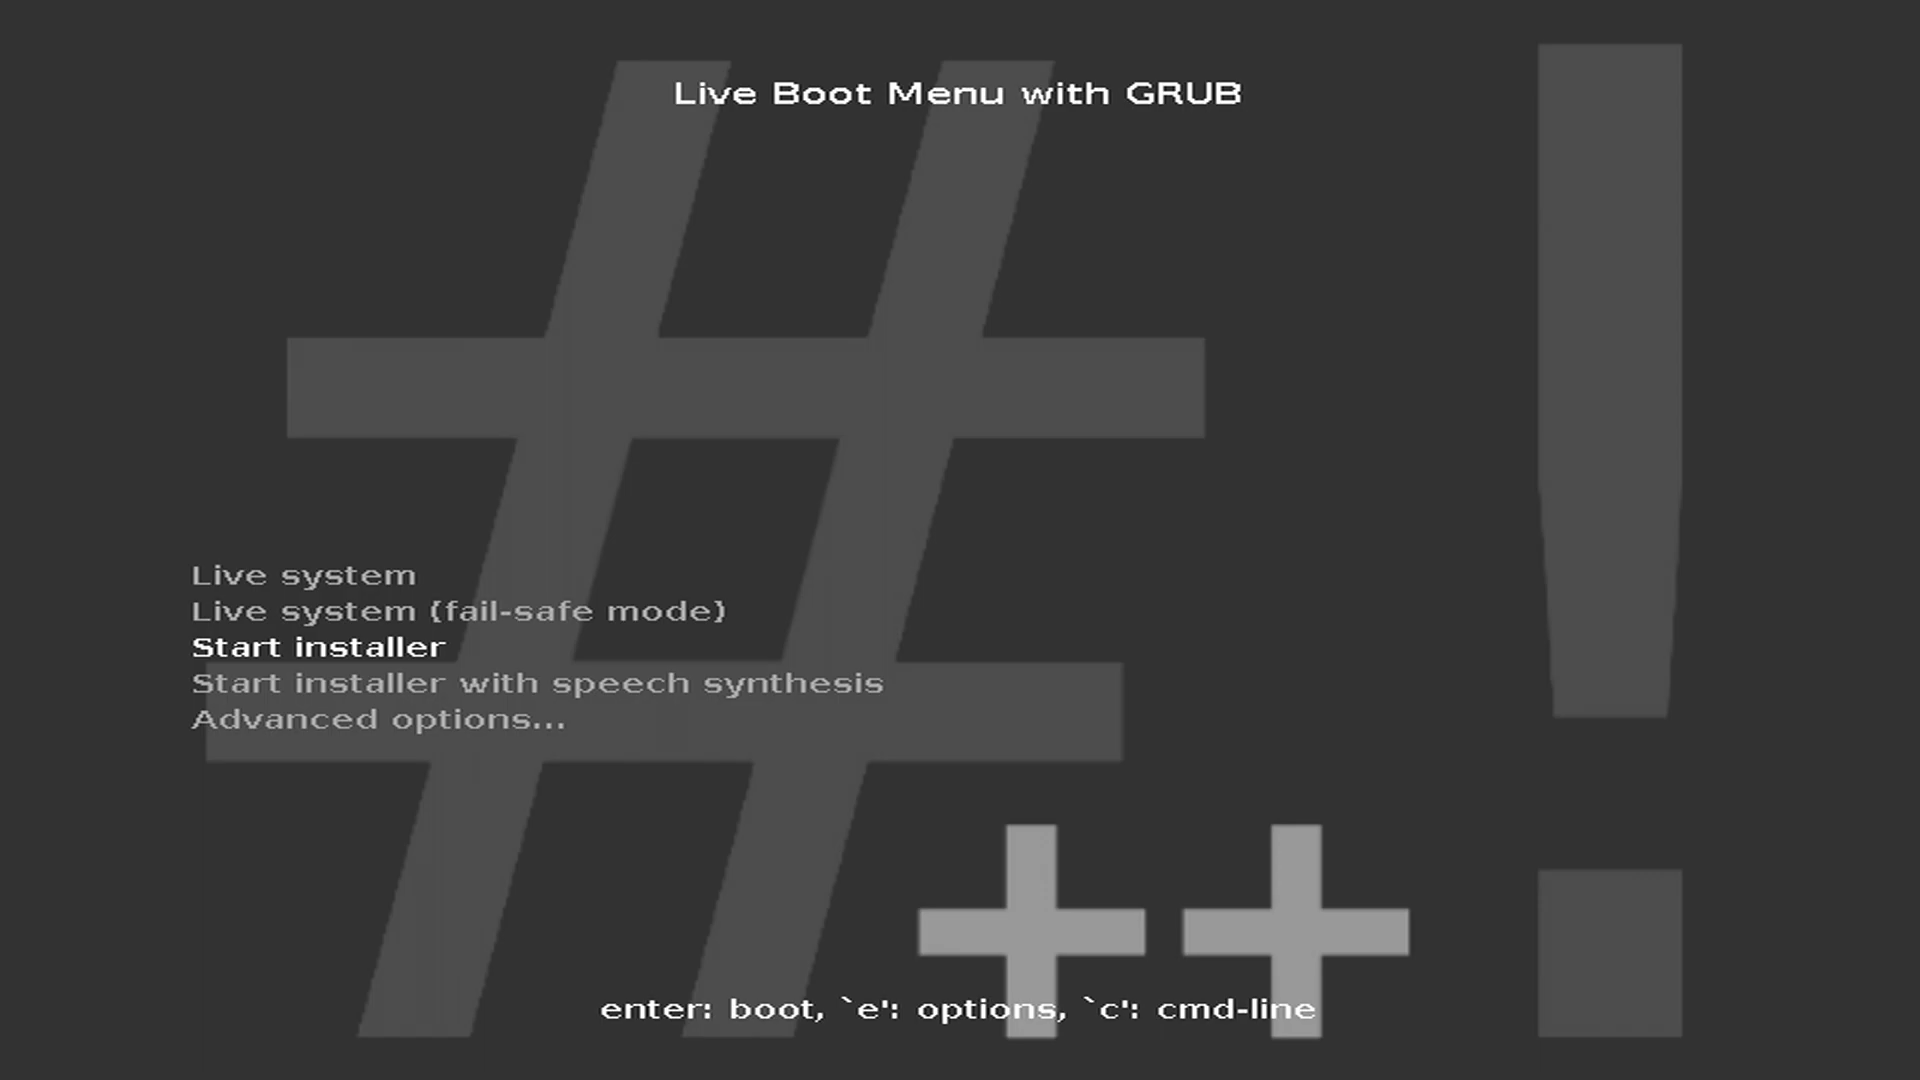 Live Boot Menu with GRUB
Live system
Live system (fail-safe mode)
Start installer
Start installer with speech synthesis
Advanced options...
#!
++
enter: boot, `e': options, `c': cmd-line